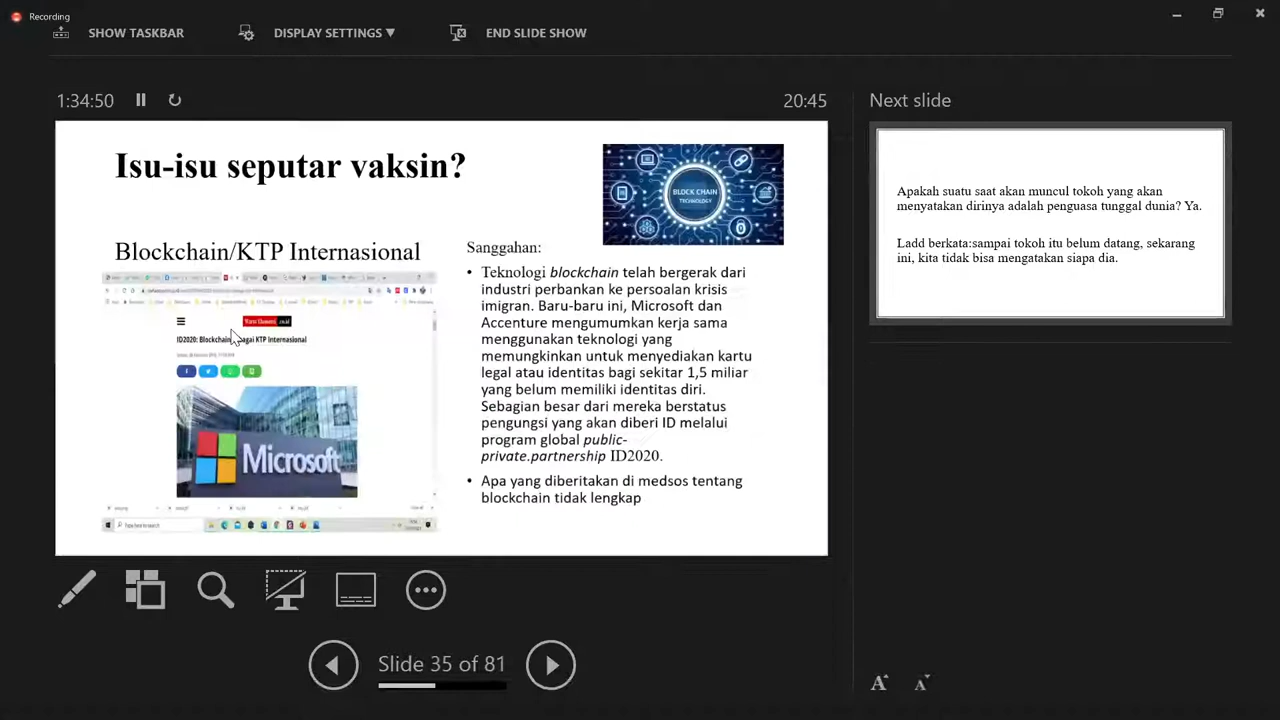 Recording
SHOW TASKBAR
DISPLAY SETTINGS ▼
END SLIDE SHOW
1:34:50
20:45
Isu-isu seputar vaksin?
BLOCK CHAIN
TECHNOLOGY
Blockchain/KTP Internasional
ID2020: Blockchain sebagai KTP Internasional
Microsoft
Type here to search
Sanggahan:
• Teknologi blockchain telah bergerak dari
industri perbankan ke persoalan krisis
imigran. Baru-baru ini, Microsoft dan
Accenture mengumumkan kerja sama
menggunakan teknologi yang
memungkinkan untuk menyediakan kartu
legal atau identitas bagi sekitar 1,5 miliar
yang belum memiliki identitas diri.
Sebagian besar dari mereka berstatus
pengungsi yang akan diberi ID melalui
program global public-
private.partnership ID2020.
• Apa yang diberitakan di medsos tentang
blockchain tidak lengkap
Next slide
Apakah suatu saat akan muncul tokoh yang akan
menyatakan dirinya adalah penguasa tunggal dunia? Ya.
Ladd berkata:sampai tokoh itu belum datang, sekarang
ini, kita tidak bisa mengatakan siapa dia.
Slide 35 of 81
A A